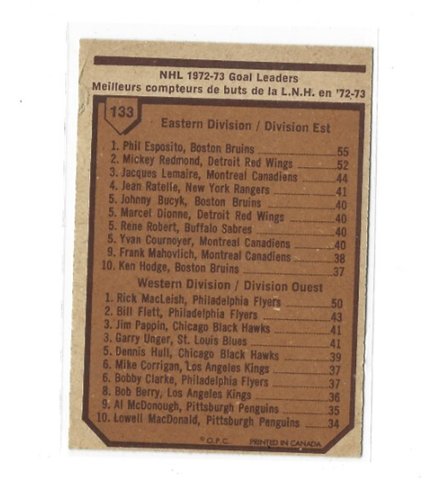 NHL 1972-73 Goal Leaders
Meilleurs compteurs de buts de la L.N.H. en '72-73
133
Eastern Division / Division Est
1. Phil Esposito, Boston Bruins 55
2. Mickey Redmond, Detroit Red Wings 52
3. Jacques Lemaire, Montreal Canadiens 44
4. Jean Ratelle, New York Rangers 41
5. Johnny Bucyk, Boston Bruins 40
5. Marcel Dionne, Detroit Red Wings 40
5. Rene Robert, Buffalo Sabres 40
5. Yvan Cournoyer, Montreal Canadiens 40
9. Frank Mahovlich, Montreal Canadiens 38
10. Ken Hodge, Boston Bruins 37
Western Division / Division Ouest
1. Rick MacLeish, Philadelphia Flyers 50
2. Bill Flett, Philadelphia Flyers 43
3. Jim Pappin, Chicago Black Hawks 41
3. Garry Unger, St. Louis Blues 41
5. Dennis Hull, Chicago Black Hawks 39
6. Mike Corrigan, Los Angeles Kings 37
6. Bobby Clarke, Philadelphia Flyers 37
8. Bob Berry, Los Angeles Kings 36
9. Al McDonough, Pittsburgh Penguins 35
10. Lowell MacDonald, Pittsburgh Penguins 34
© O.P.C. PRINTED IN CANADA